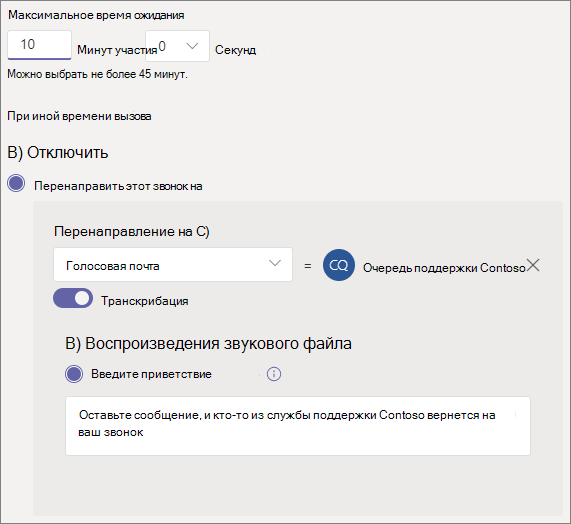 Максимальное время ожидания
10 Минут участия 0 Секунд
Можно выбрать не более 45 минут.
При иной времени вызова
В) Отключить
Перенаправить этот звонок на
Перенаправление на C)
Голосовая почта = CQ Очередь поддержки Contoso
Транскрибация
В) Воспроизведения звукового файла
Введите приветствие
Оставьте сообщение, и кто-то из службы поддержки Contoso вернется на
ваш звонок